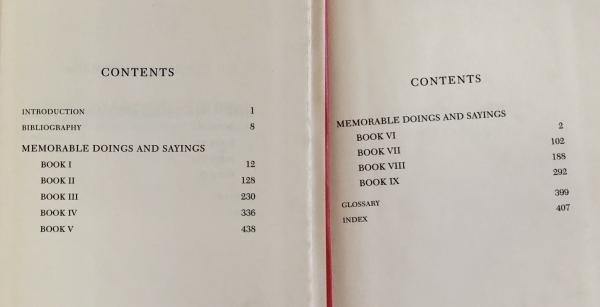 CONTENTS
INTRODUCTION 1
BIBLIOGRAPHY 8
MEMORABLE DOINGS AND SAYINGS
BOOK I 12
BOOK II 128
BOOK III 230
BOOK IV 336
BOOK V 438
CONTENTS
MEMORABLE DOINGS AND SAYINGS
BOOK VI 2
BOOK VII 102
BOOK VIII 188
BOOK IX 292
GLOSSARY 399
INDEX 407